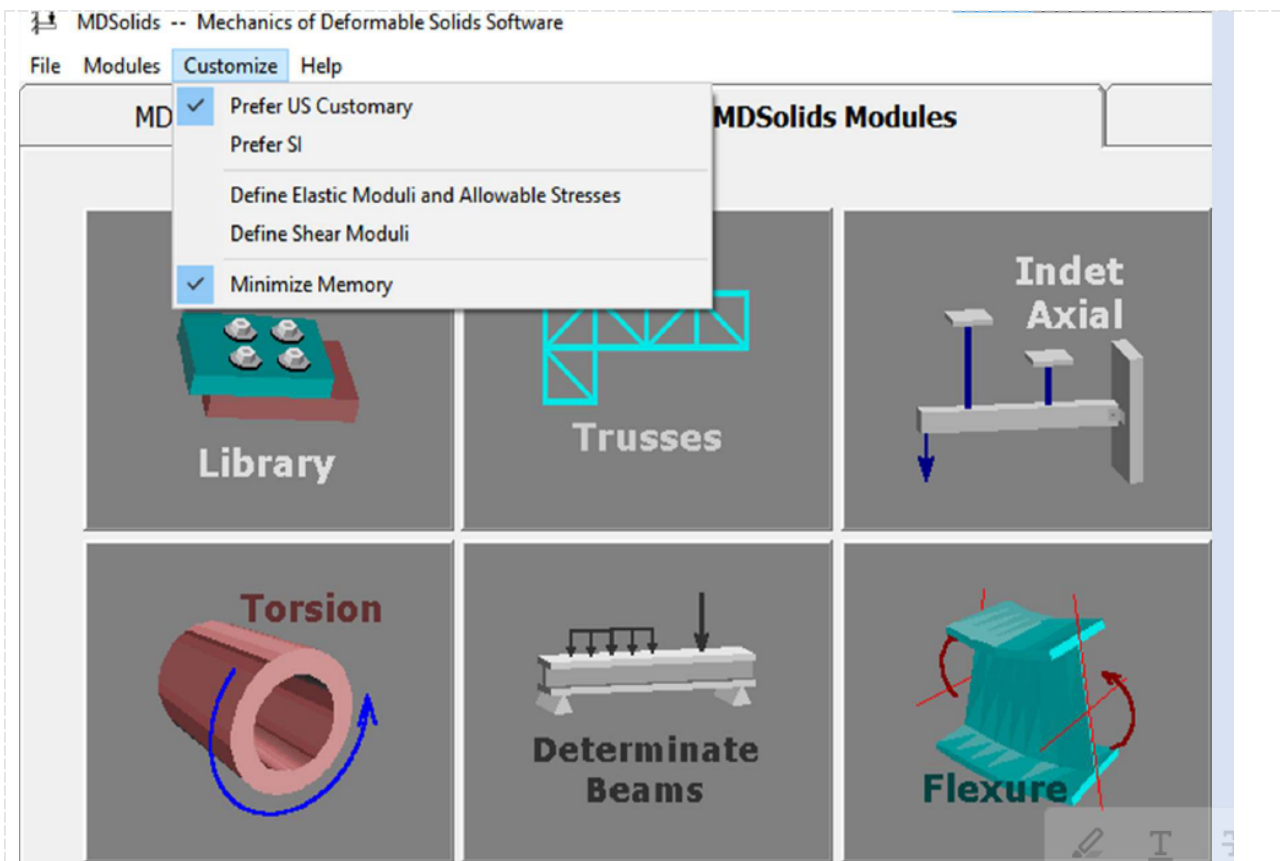 MDSolids -- Mechanics of Deformable Solids Software
File Modules Customize Help
MD
MDSolids Modules
Prefer US Customary
Prefer SI
Define Elastic Moduli and Allowable Stresses
Define Shear Moduli
Minimize Memory
Library
Trusses
Indet
Axial
Torsion
Determinate
Beams
Flexure
T